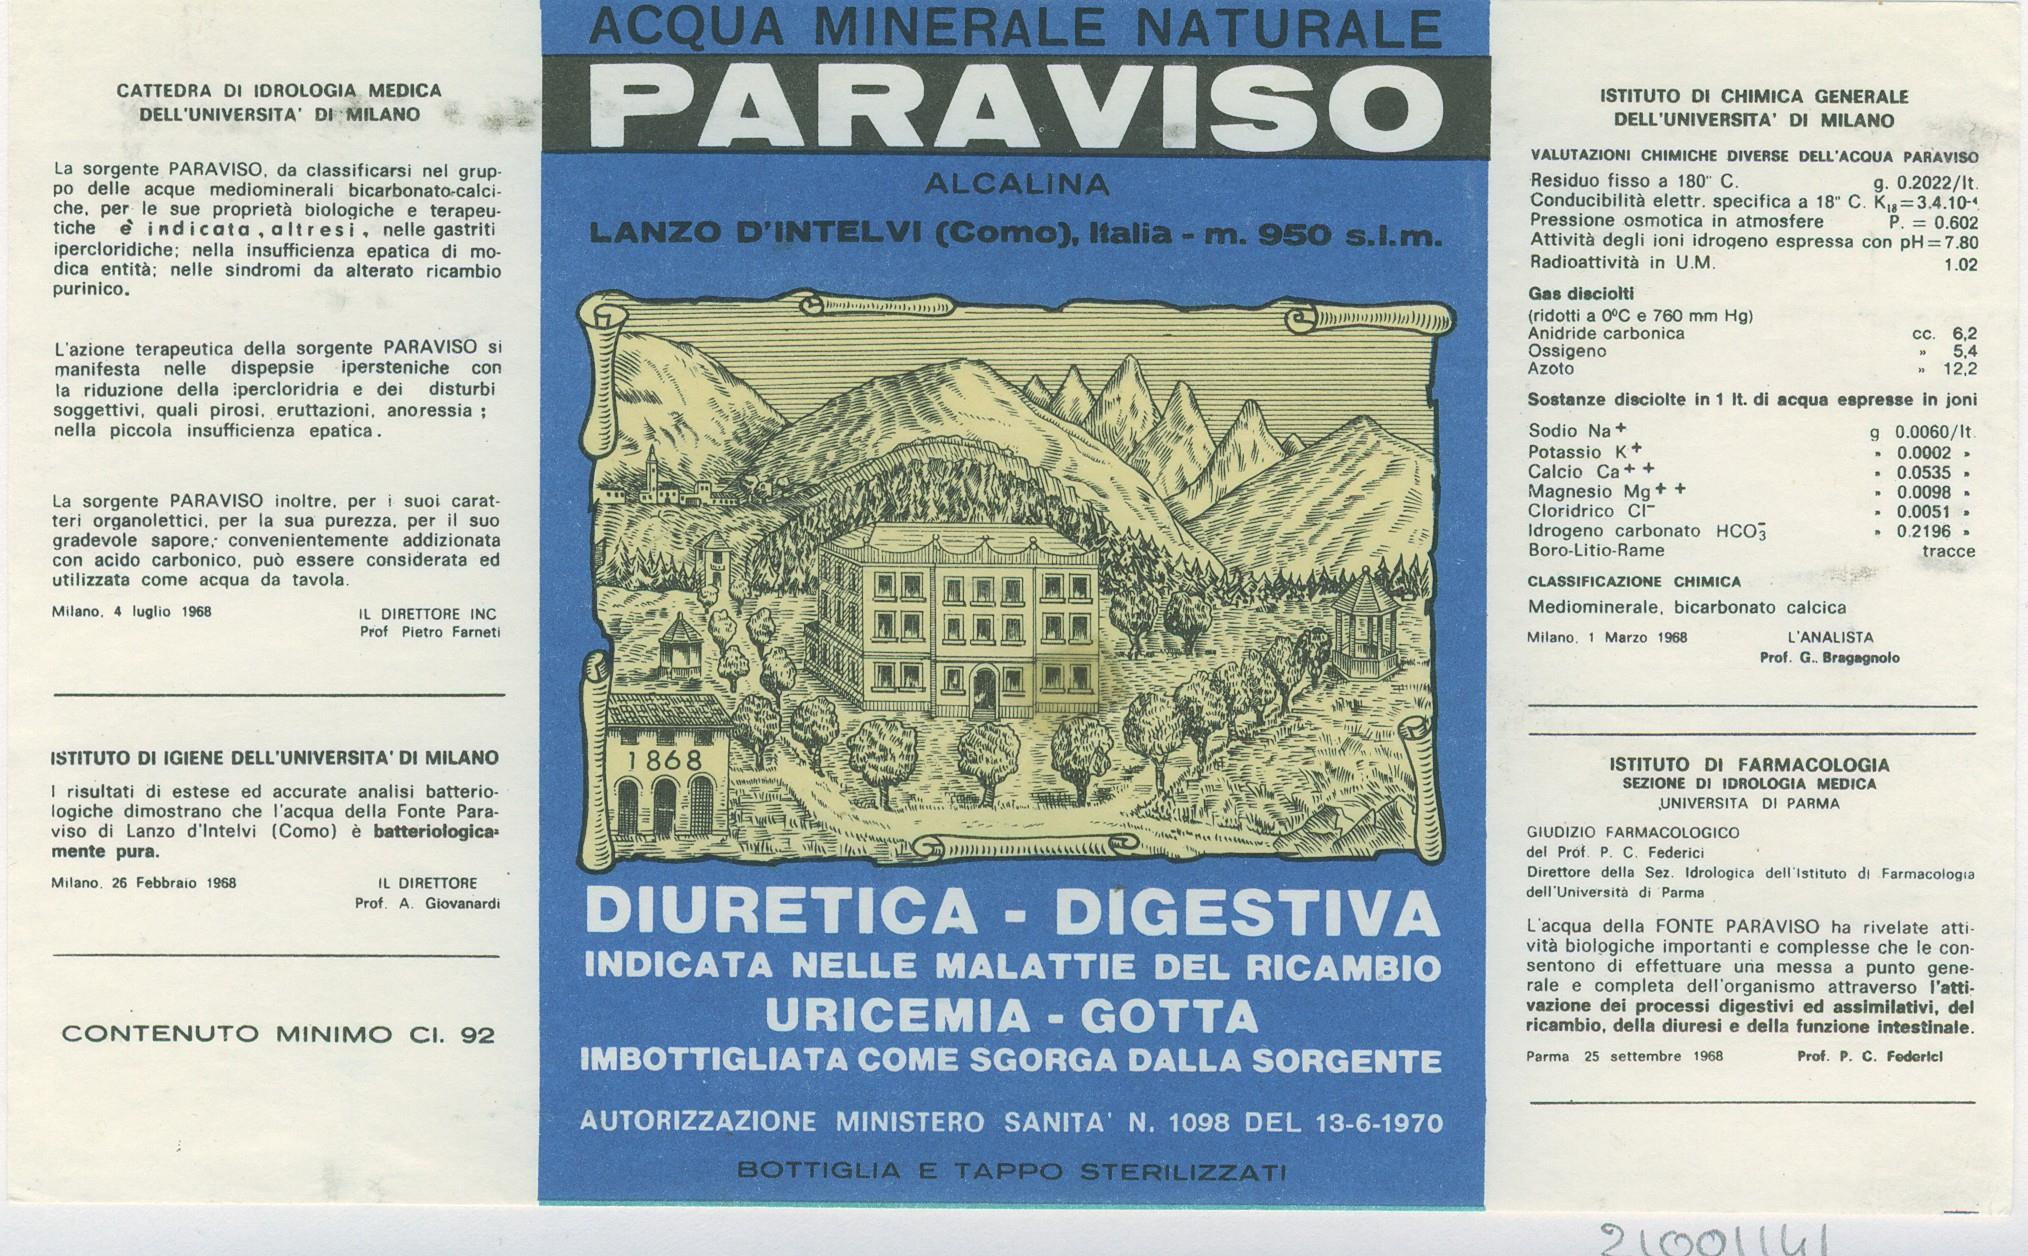 CATTEDRA DI IDROLOGIA MEDICA
DELL'UNIVERSITA' DI MILANO
La sorgente PARAVISO, da classificarsi nel grup-
po delle acque mediominerali bicarbonato-calci-
che, per le sue proprietà biologiche e terapeu-
tiche è indicata, altresi, nelle gastriti
ipercloridiche; nella insufficienza epatica di mo-
dica entità; nelle sindromi da alterato ricambio
purinico.
L'azione terapeutica della sorgente PARAVISO si
manifesta nelle dispepsie ipersteniche con
la riduzione della ipercloridria e dei disturbi
soggettivi, quali pirosi, eruttazioni, anoressia ;
nella piccola insufficienza epatica.
La sorgente PARAVISO inoltre, per i suoi carat-
teri organolettici, per la sua purezza, per il suo
gradevole sapore, convenientemente addizionata
con acido carbonico, può essere considerata ed
utilizzata come acqua da tavola.
Milano, 4 luglio 1968 IL DIRETTORE INC
Prof Pietro Farneti
ISTITUTO DI IGIENE DELL'UNIVERSITA' DI MILANO
I risultati di estese ed accurate analisi batterio-
logiche dimostrano che l'acqua della Fonte Para-
viso di Lanzo d'Intelvi (Como) è batteriologica-
mente pura.
Milano, 26 Febbraio 1968 IL DIRETTORE
Prof. A. Giovanardi
CONTENUTO MINIMO Cl. 92
ACQUA MINERALE NATURALE
PARAVISO
ALCALINA
LANZO D'INTELVI (Como), Italia - m. 950 s.l.m.
1868
DIURETICA - DIGESTIVA
INDICATA NELLE MALATTIE DEL RICAMBIO
URICEMIA - GOTTA
IMBOTTIGLIATA COME SGORGA DALLA SORGENTE
AUTORIZZAZIONE MINISTERO SANITA' N. 1098 DEL 13-6-1970
BOTTIGLIA E TAPPO STERILIZZATI
ISTITUTO DI CHIMICA GENERALE
DELL'UNIVERSITA' DI MILANO
VALUTAZIONI CHIMICHE DIVERSE DELL'ACQUA PARAVISO
Residuo fisso a 180° C. g. 0.2022/lt.
Conducibilità elettr. specifica a 18° C. K₁₈=3.4.10⁻⁴
Pressione osmotica in atmosfere P. = 0.602
Attività degli ioni idrogeno espressa con pH=7.80
Radioattività in U.M. 1.02
Gas disciolti
(ridotti a 0°C e 760 mm Hg)
Anidride carbonica cc. 6,2
Ossigeno » 5,4
Azoto » 12,2
Sostanze disciolte in 1 lt. di acqua espresse in joni
Sodio Na+ g 0.0060/lt.
Potassio K+ » 0.0002 »
Calcio Ca++ » 0.0535 »
Magnesio Mg++ » 0.0098 »
Cloridrico Cl⁻ » 0.0051 »
Idrogeno carbonato HCO₃⁻ » 0.2196 »
Boro-Litio-Rame tracce
CLASSIFICAZIONE CHIMICA
Mediominerale, bicarbonato calcica
Milano, 1 Marzo 1968 L'ANALISTA
Prof. G. Bragagnolo
ISTITUTO DI FARMACOLOGIA
SEZIONE DI IDROLOGIA MEDICA
UNIVERSITA DI PARMA
GIUDIZIO FARMACOLOGICO
del Prof. P. C. Federici
Direttore della Sez. Idrologica dell'Istituto di Farmacologia
dell'Università di Parma
L'acqua della FONTE PARAVISO ha rivelate atti-
vità biologiche importanti e complesse che le con-
sentono di effettuare una messa a punto gene-
rale e completa dell'organismo attraverso l'atti-
vazione dei processi digestivi ed assimilativi, del
ricambio, della diuresi e della funzione intestinale.
Parma 25 settembre 1968 Prof. P. C. Federici
21001141